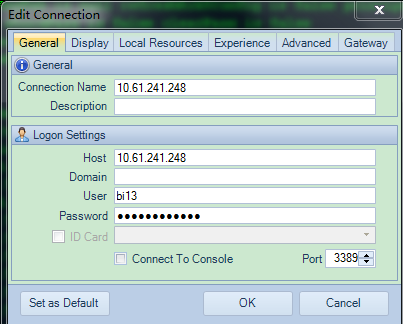 Edit Connection
General Display Local Resources Experience Advanced Gateway
General
Connection Name 10.61.241.248
Description
Logon Settings
Host 10.61.241.248
Domain
User bi13
Password ●●●●●●●●●●●●
ID Card
Connect To Console Port 3389
Set as Default OK Cancel